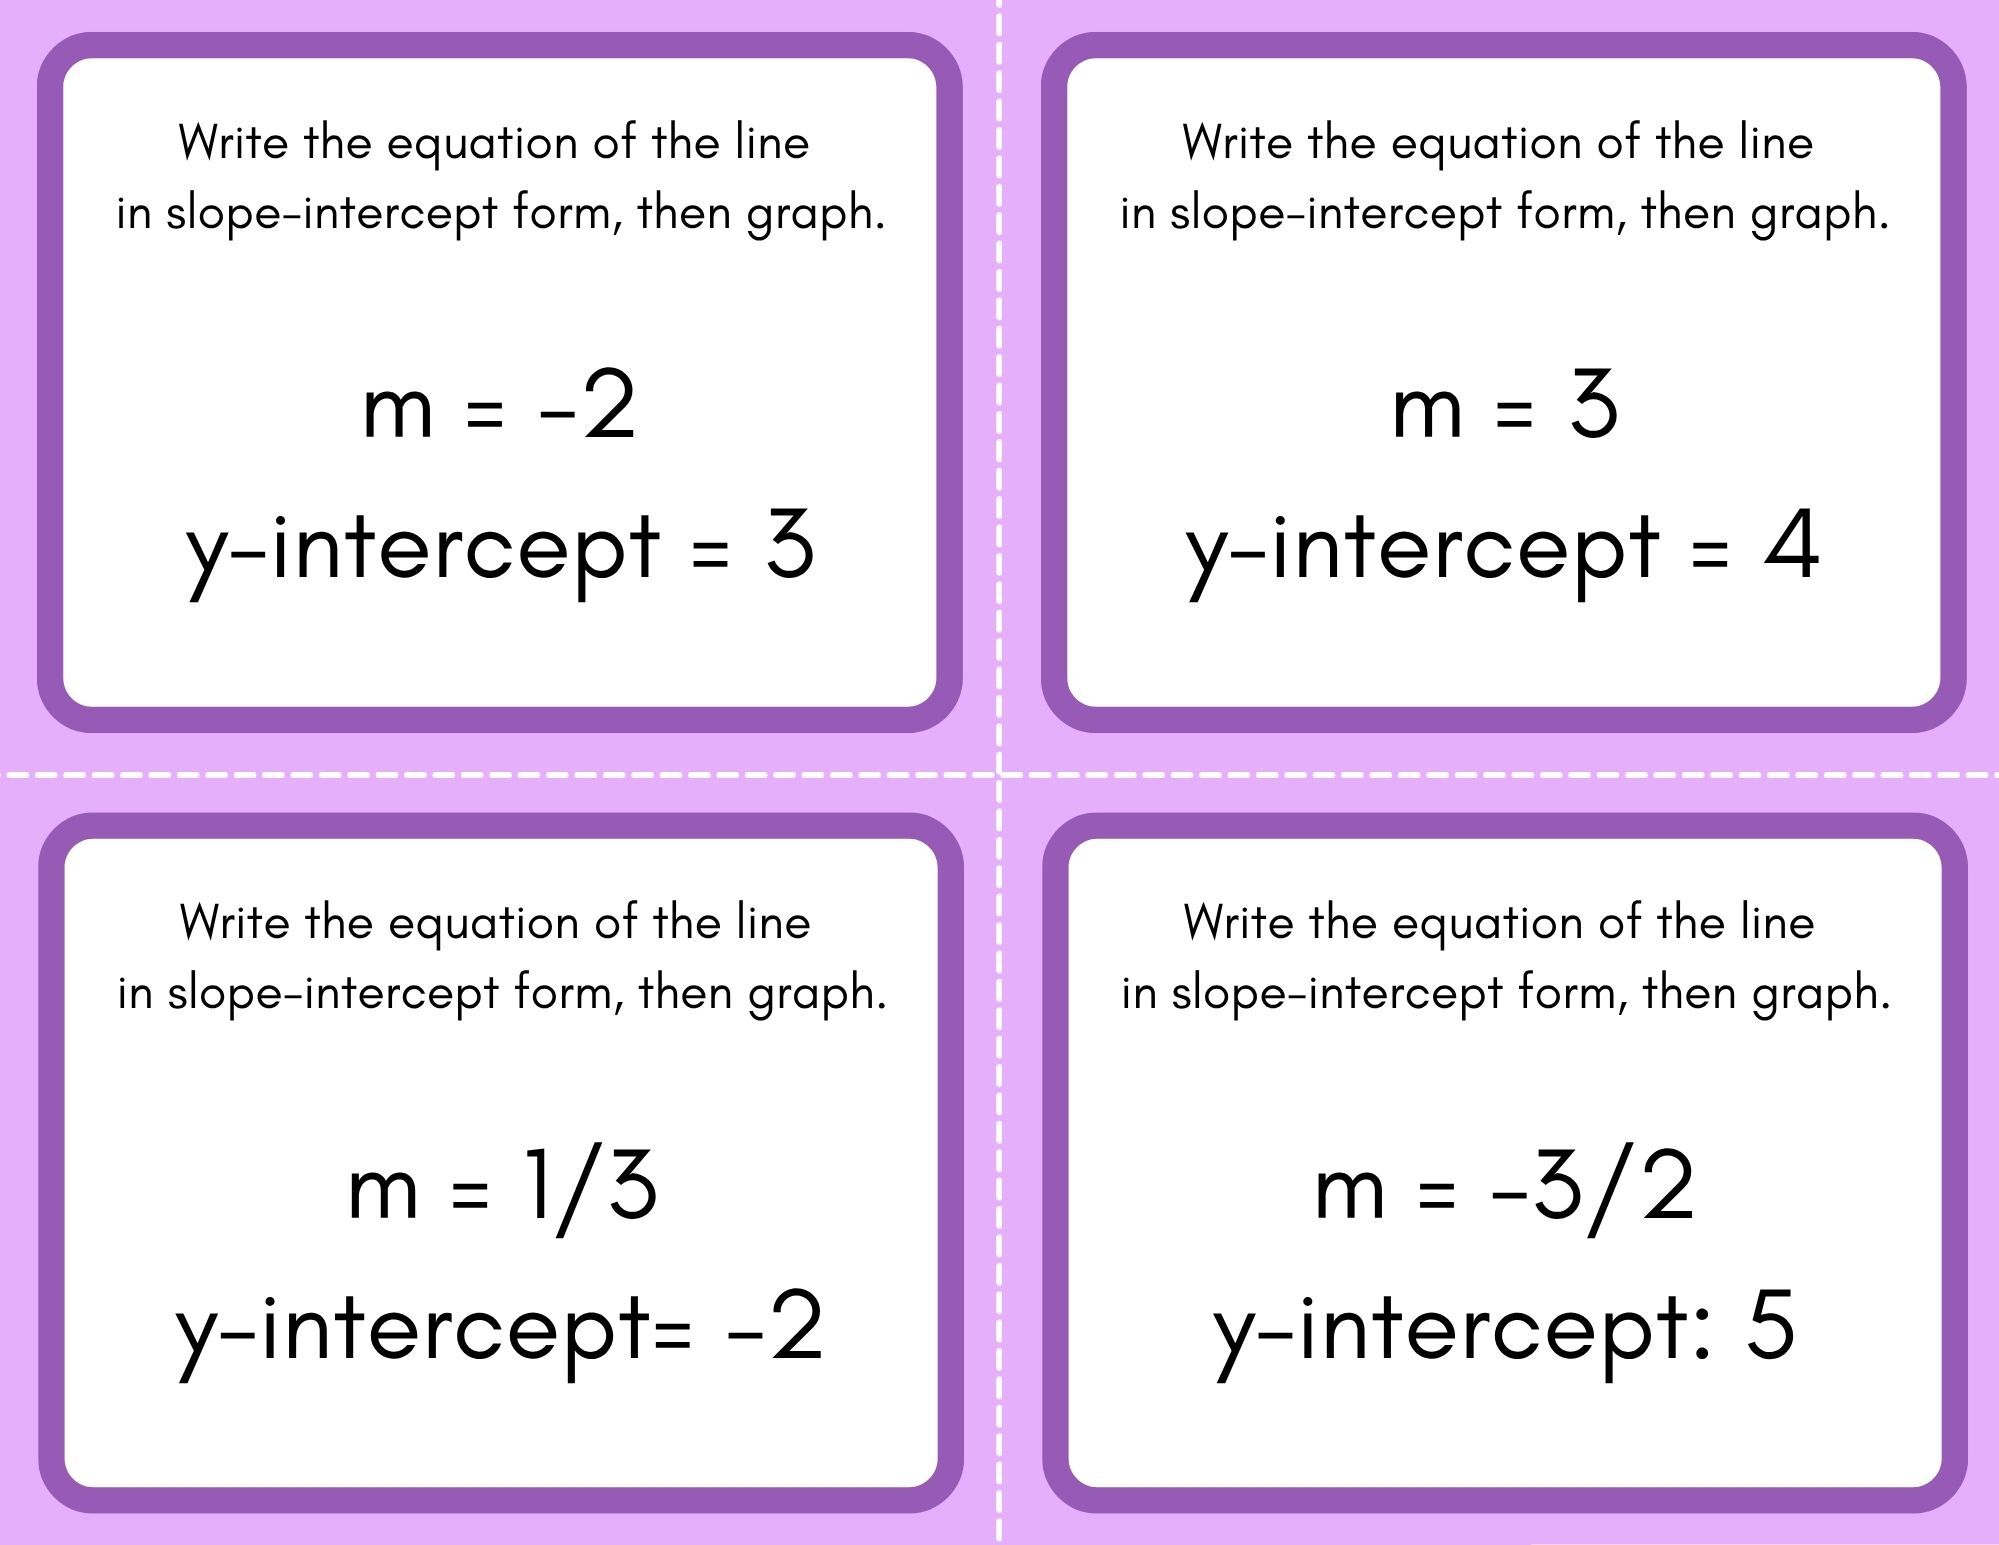 Write the equation of the line
in slope-intercept form, then graph.
m = -2
y-intercept = 3
Write the equation of the line
in slope-intercept form, then graph.
m = 3
y-intercept = 4
Write the equation of the line
in slope-intercept form, then graph.
m = 1/3
y-intercept= -2
Write the equation of the line
in slope-intercept form, then graph.
m = -3/2
y-intercept: 5